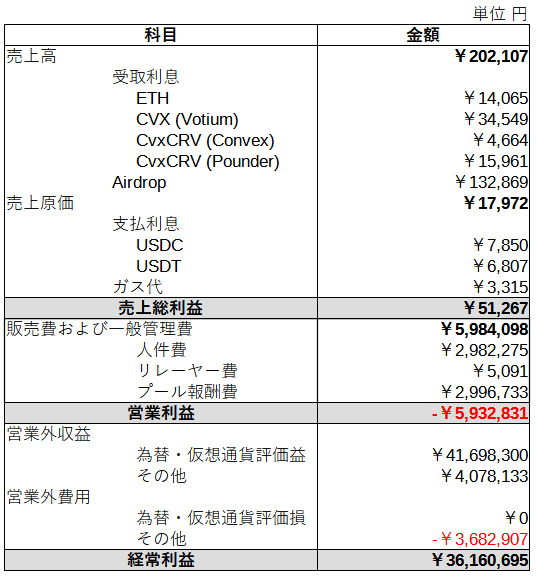 単位 円
科目 金額
売上高 ￥202,107
受取利息
ETH ￥14,065
CVX (Votium) ￥34,549
CvxCRV (Convex) ￥4,664
CvxCRV (Pounder) ￥15,961
Airdrop ￥132,869
売上原価 ￥17,972
支払利息
USDC ￥7,850
USDT ￥6,807
ガス代 ￥3,315
売上総利益 ￥51,267
販売費および一般管理費 ￥5,984,098
人件費 ￥2,982,275
リレーヤー費 ￥5,091
プール報酬費 ￥2,996,733
営業利益 -￥5,932,831
営業外収益
為替・仮想通貨評価益 ￥41,698,300
その他 ￥4,078,133
営業外費用
為替・仮想通貨評価損 ￥0
その他 -￥3,682,907
経常利益 ￥36,160,695